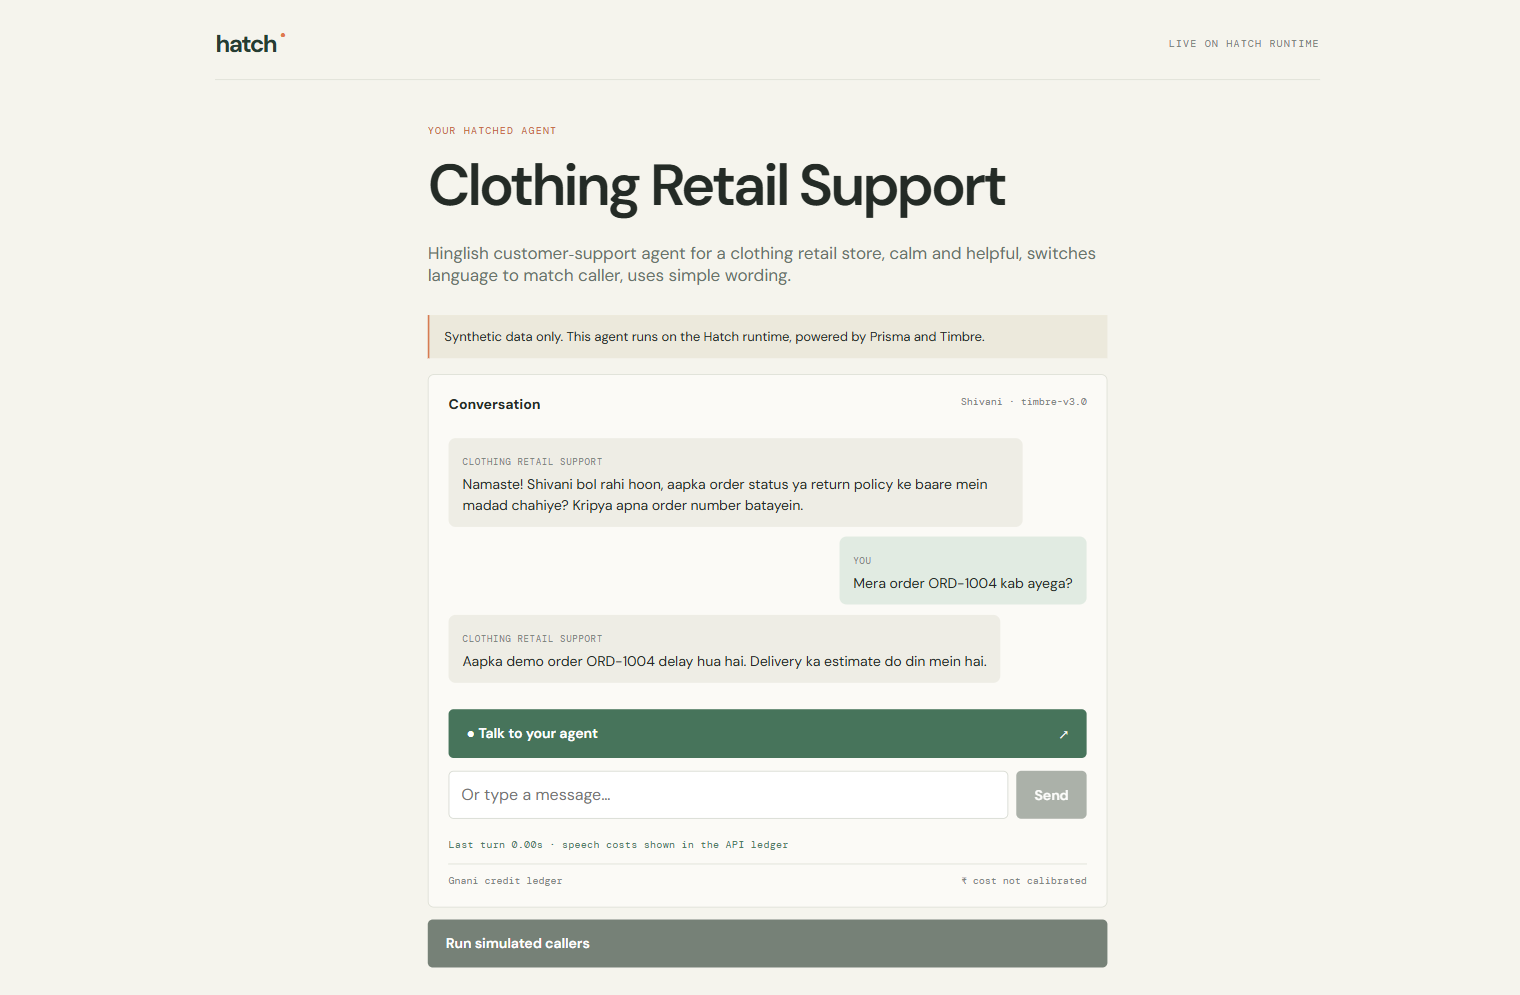 hatch
LIVE ON HATCH RUNTIME
YOUR HATCHED AGENT
Clothing Retail Support
Hinglish customer-support agent for a clothing retail store, calm and helpful, switches
language to match caller, uses simple wording.
Synthetic data only. This agent runs on the Hatch runtime, powered by Prisma and Timbre.
Conversation
Shivani · timbre-v3.0
CLOTHING RETAIL SUPPORT
Namaste! Shivani bol rahi hoon, aapka order status ya return policy ke baare mein
madad chahiye? Kripya apna order number batayein.
YOU
Mera order ORD-1004 kab ayega?
CLOTHING RETAIL SUPPORT
Aapka demo order ORD-1004 delay hua hai. Delivery ka estimate do din mein hai.
● Talk to your agent ↗
Or type a message...
Send
Last turn 0.00s · speech costs shown in the API ledger
Gnani credit ledger
₹ cost not calibrated
Run simulated callers